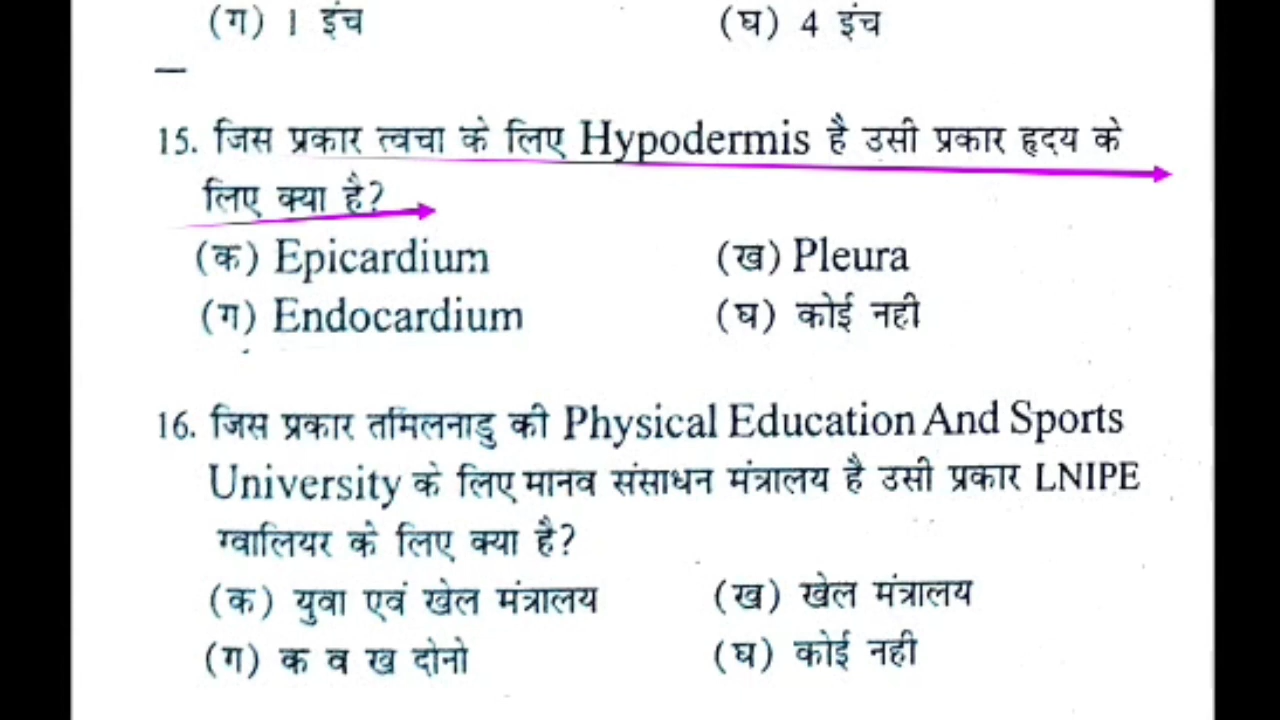 (ग) 1 इंच (घ) 4 इंच
15. जिस प्रकार त्वचा के लिए Hypodermis है उसी प्रकार हृदय के
लिए क्या है?
(क) Epicardium (ख) Pleura
(ग) Endocardium (घ) कोई नही
16. जिस प्रकार तमिलनाडु की Physical Education And Sports
University के लिए मानव संसाधन मंत्रालय है उसी प्रकार LNIPE
ग्वालियर के लिए क्या है?
(क) युवा एवं खेल मंत्रालय (ख) खेल मंत्रालय
(ग) क व ख दोनो (घ) कोई नही